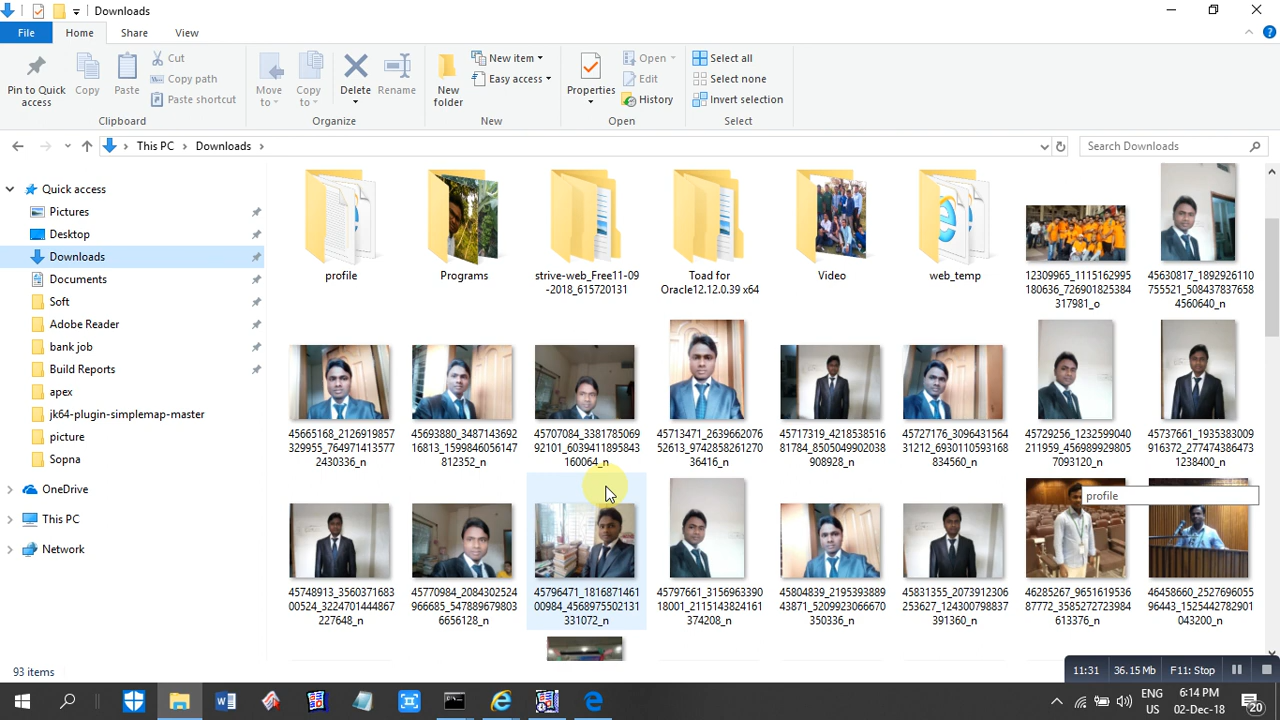 Downloads
File
Home
Share
View
Pin to Quick access
Copy
Paste
Cut
Copy path
Paste shortcut
Clipboard
Move to
Copy to
Delete
Rename
Organize
New folder
New item
Easy access
New
Properties
Open
Edit
History
Open
Select all
Select none
Invert selection
Select
This PC
Downloads
Search Downloads
Quick access
Pictures
Desktop
Downloads
Documents
Soft
Adobe Reader
bank job
Build Reports
apex
jk64-plugin-simplemap-master
picture
Sopna
OneDrive
This PC
Network
profile
Programs
strive-web_Free11-09
-2018_615720131
Toad for
Oracle12.12.0.39 x64
Video
web_temp
12309965_1115162995
180636_726901825384
317981_o
45630817_1892926110
755521_508437837658
4560640_n
45665168_2126919857
329955_764971413577
2430336_n
45693880_3487143692
16813_1599846056147
812352_n
45707084_3381785069
92101_6039411895843
160064_n
45713471_2639662076
52613_9742858261270
36416_n
45717319_4218538516
81784_8505049902038
908928_n
45727176_3096431564
31212_6930110593168
834560_n
45729256_1232599040
211959_456989929805
7093120_n
45737661_1935383009
916372_277474386473
1238400_n
45748913_3560371683
00524_3224701444867
227648_n
45770984_2084302524
966685_547889679803
6656128_n
45796471_1816871461
00984_4568975502131
331072_n
45797661_3156963390
18001_2115143824161
374208_n
45804839_2195393889
43871_5209923066670
350336_n
45831355_2073912306
253627_124300798837
391360_n
46285267_9651619536
87772_3585272723984
613376_n
46458660_2527696055
96443_1525442782901
043200_n
profile
93 items
11:31
36.15 Mb
F11: Stop
ENG
US
6:14 PM
02-Dec-18
20